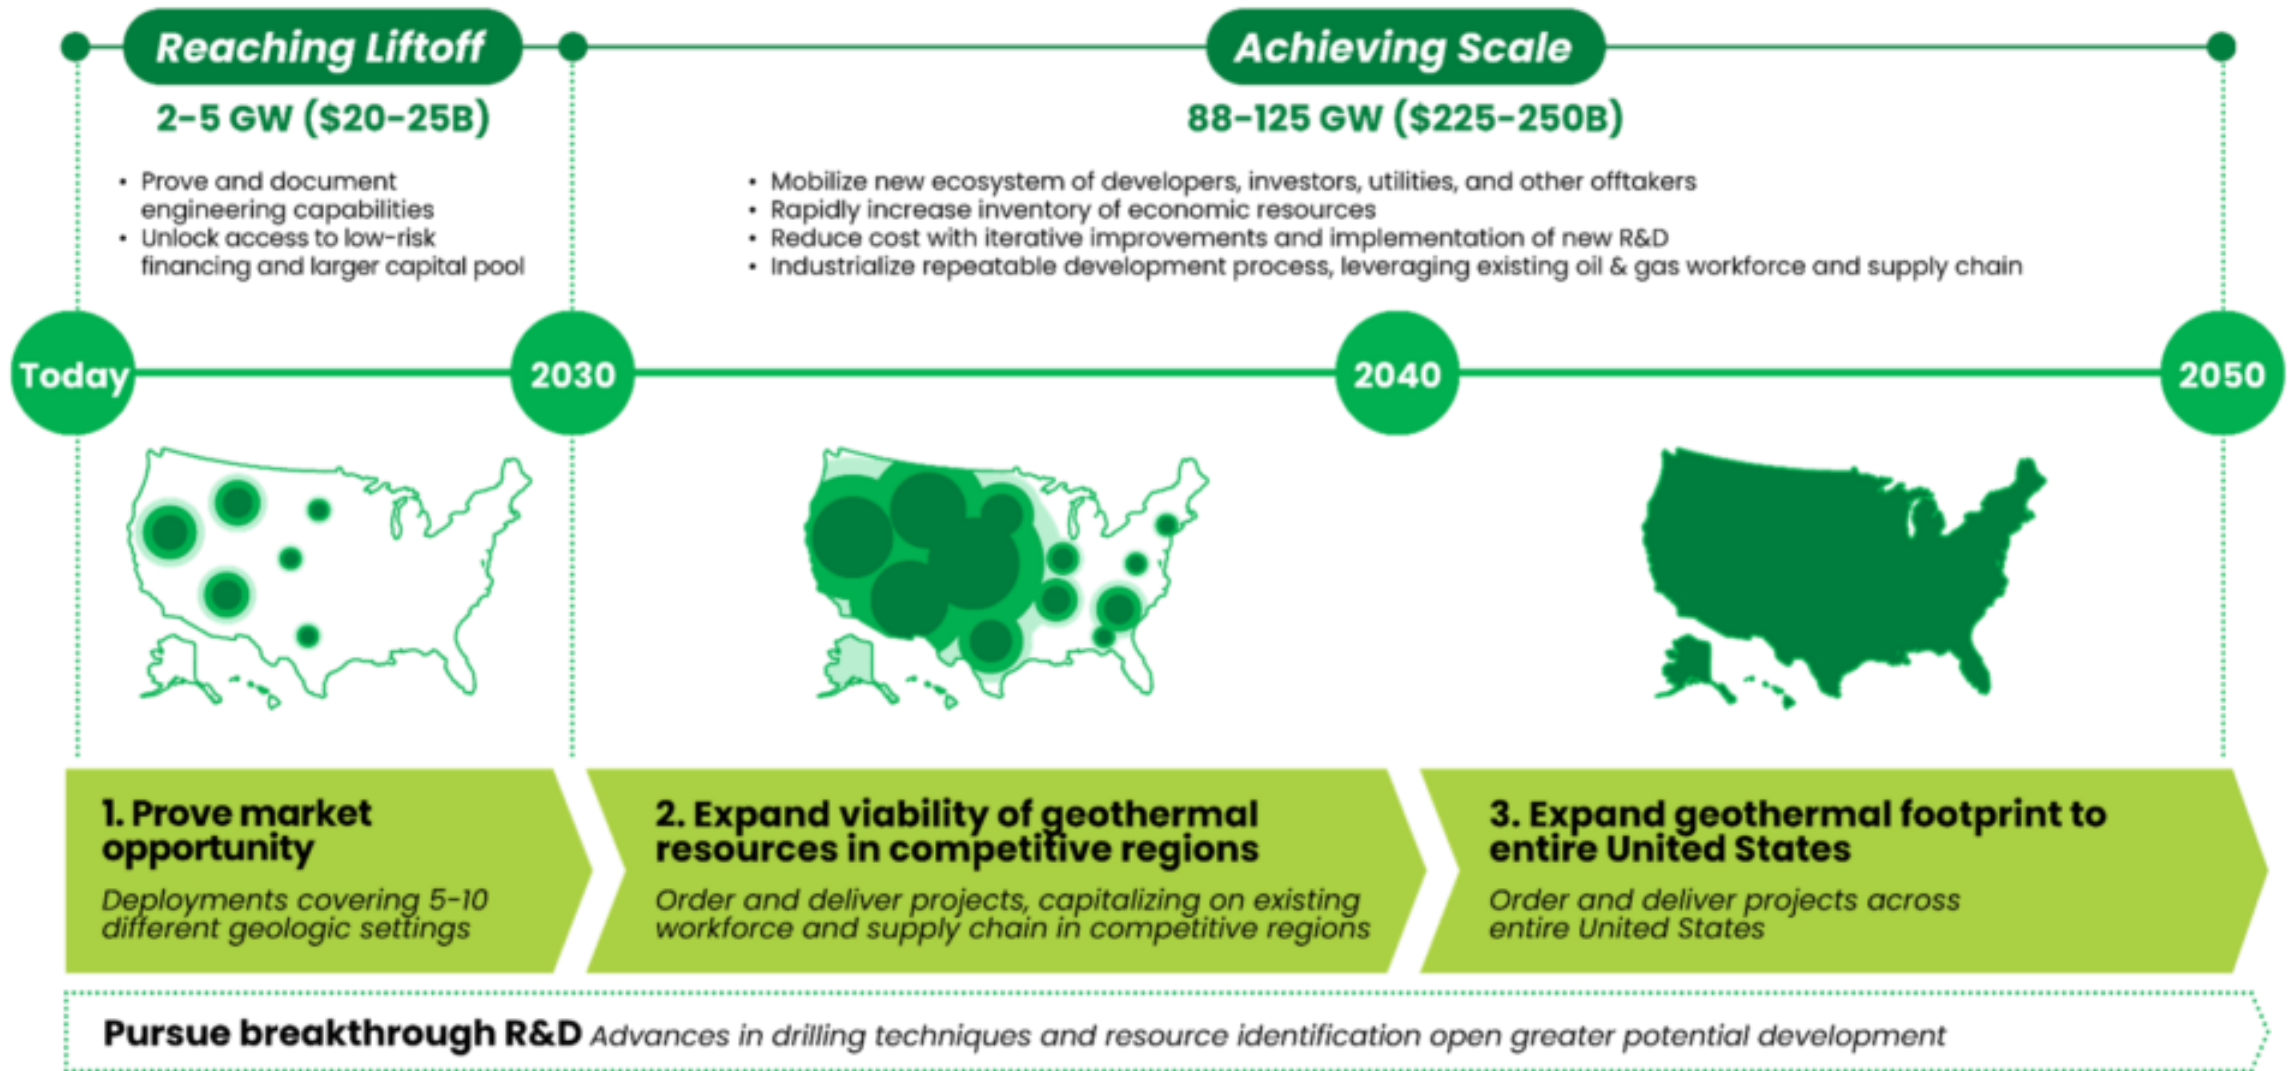 Reaching Liftoff
2-5 GW ($20-25B)
• Prove and document
engineering capabilities
• Unlock access to low-risk
financing and larger capital pool
Achieving Scale
88-125 GW ($225-250B)
• Mobilize new ecosystem of developers, investors, utilities, and other offtakers
• Rapidly increase inventory of economic resources
• Reduce cost with iterative improvements and implementation of new R&D
• Industrialize repeatable development process, leveraging existing oil & gas workforce and supply chain
Today
2030
2040
2050
1. Prove market
opportunity
Deployments covering 5-10
different geologic settings
2. Expand viability of geothermal
resources in competitive regions
Order and deliver projects, capitalizing on existing
workforce and supply chain in competitive regions
3. Expand geothermal footprint to
entire United States
Order and deliver projects across
entire United States
Pursue breakthrough R&D Advances in drilling techniques and resource identification open greater potential development